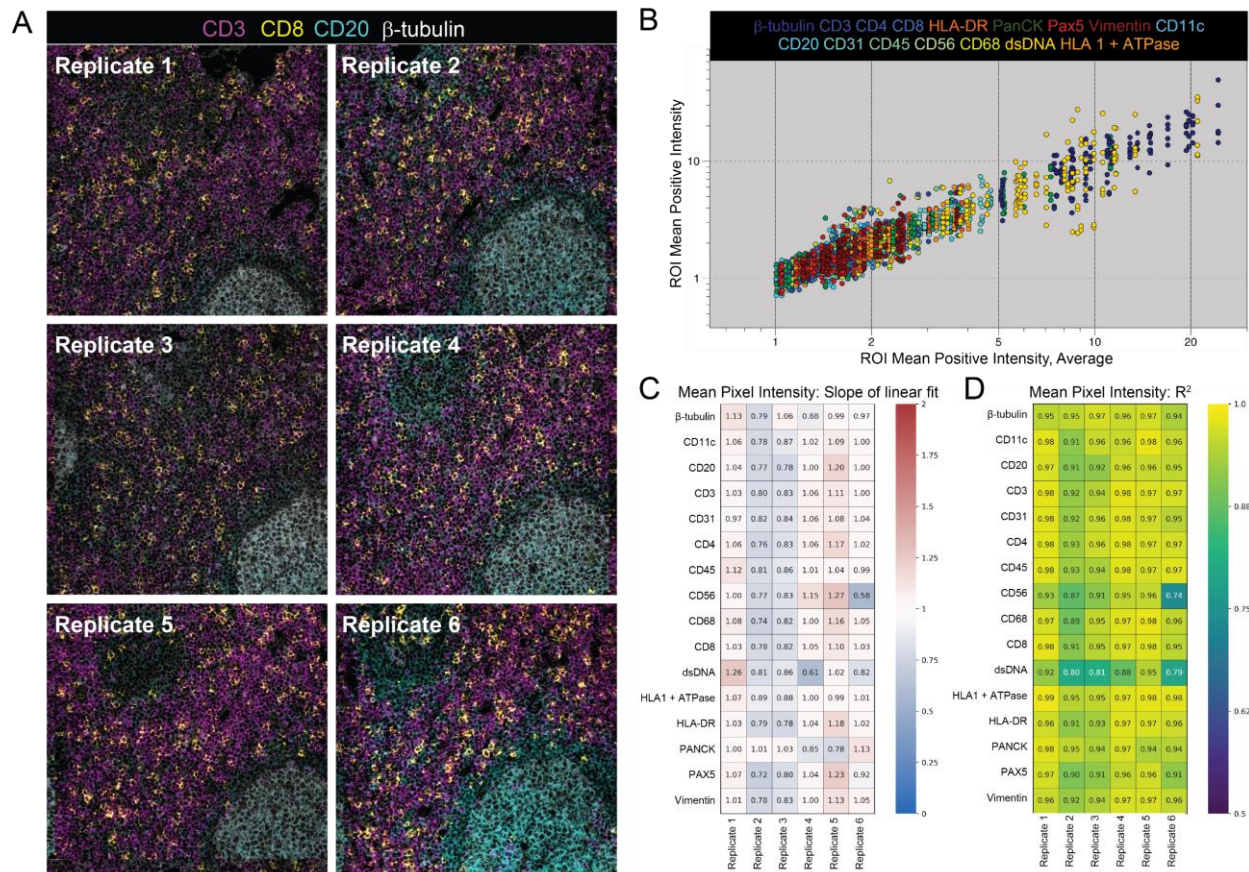 A
CD3 CD8 CD20 β-tubulin
Replicate 1
Replicate 2
Replicate 3
Replicate 4
Replicate 5
Replicate 6
B
β-tubulin CD3 CD4 CD8 HLA-DR PanCK Pax5 Vimentin CD11c
CD20 CD31 CD45 CD56 CD68 dsDNA HLA 1 + ATPase
ROI Mean Positive Intensity
10
1
1 2 5 10 20
ROI Mean Positive Intensity, Average
C Mean Pixel Intensity: Slope of linear fit
β-tubulin 1.13 0.79 1.06 0.88 0.99 0.97
CD11c 1.06 0.78 0.87 1.02 1.09 1.00
CD20 1.04 0.77 0.78 1.00 1.20 1.00
CD3 1.03 0.80 0.83 1.06 1.11 1.00
CD31 0.97 0.82 0.84 1.06 1.08 1.04
CD4 1.06 0.76 0.83 1.06 1.17 1.02
CD45 1.12 0.81 0.86 1.01 1.04 0.99
CD56 1.00 0.77 0.83 1.15 1.27 0.58
CD68 1.08 0.74 0.82 1.00 1.16 1.05
CD8 1.03 0.78 0.82 1.05 1.10 1.03
dsDNA 1.26 0.81 0.86 0.61 1.02 0.82
HLA1 + ATPase 1.07 0.89 0.88 1.00 0.99 1.01
HLA-DR 1.03 0.79 0.78 1.04 1.18 1.02
PANCK 1.00 1.01 1.03 0.85 0.78 1.13
PAX5 1.07 0.72 0.80 1.04 1.23 0.92
Vimentin 1.01 0.78 0.83 1.00 1.13 1.05
Replicate 1 Replicate 2 Replicate 3 Replicate 4 Replicate 5 Replicate 6
2
1.75
1.5
1.25
1
0.75
0.5
0.25
0
D Mean Pixel Intensity: R²
β-tubulin 0.95 0.95 0.97 0.96 0.97 0.94
CD11c 0.98 0.91 0.96 0.96 0.98 0.96
CD20 0.97 0.91 0.92 0.96 0.96 0.95
CD3 0.98 0.92 0.94 0.98 0.97 0.97
CD31 0.98 0.92 0.96 0.98 0.97 0.95
CD4 0.98 0.93 0.96 0.98 0.97 0.97
CD45 0.98 0.93 0.94 0.98 0.97 0.97
CD56 0.93 0.87 0.91 0.95 0.96 0.74
CD68 0.97 0.89 0.95 0.97 0.98 0.96
CD8 0.98 0.91 0.95 0.98 0.97 0.95
dsDNA 0.92 0.80 0.81 0.88 0.95 0.79
HLA1 + ATPase 0.99 0.95 0.95 0.97 0.98 0.98
HLA-DR 0.96 0.91 0.93 0.97 0.97 0.96
PANCK 0.98 0.95 0.94 0.97 0.94 0.94
PAX5 0.97 0.90 0.91 0.96 0.96 0.91
Vimentin 0.96 0.92 0.94 0.97 0.97 0.96
Replicate 1 Replicate 2 Replicate 3 Replicate 4 Replicate 5 Replicate 6
1.0
0.94
0.88
0.81
0.75
0.69
0.62
0.56
0.5